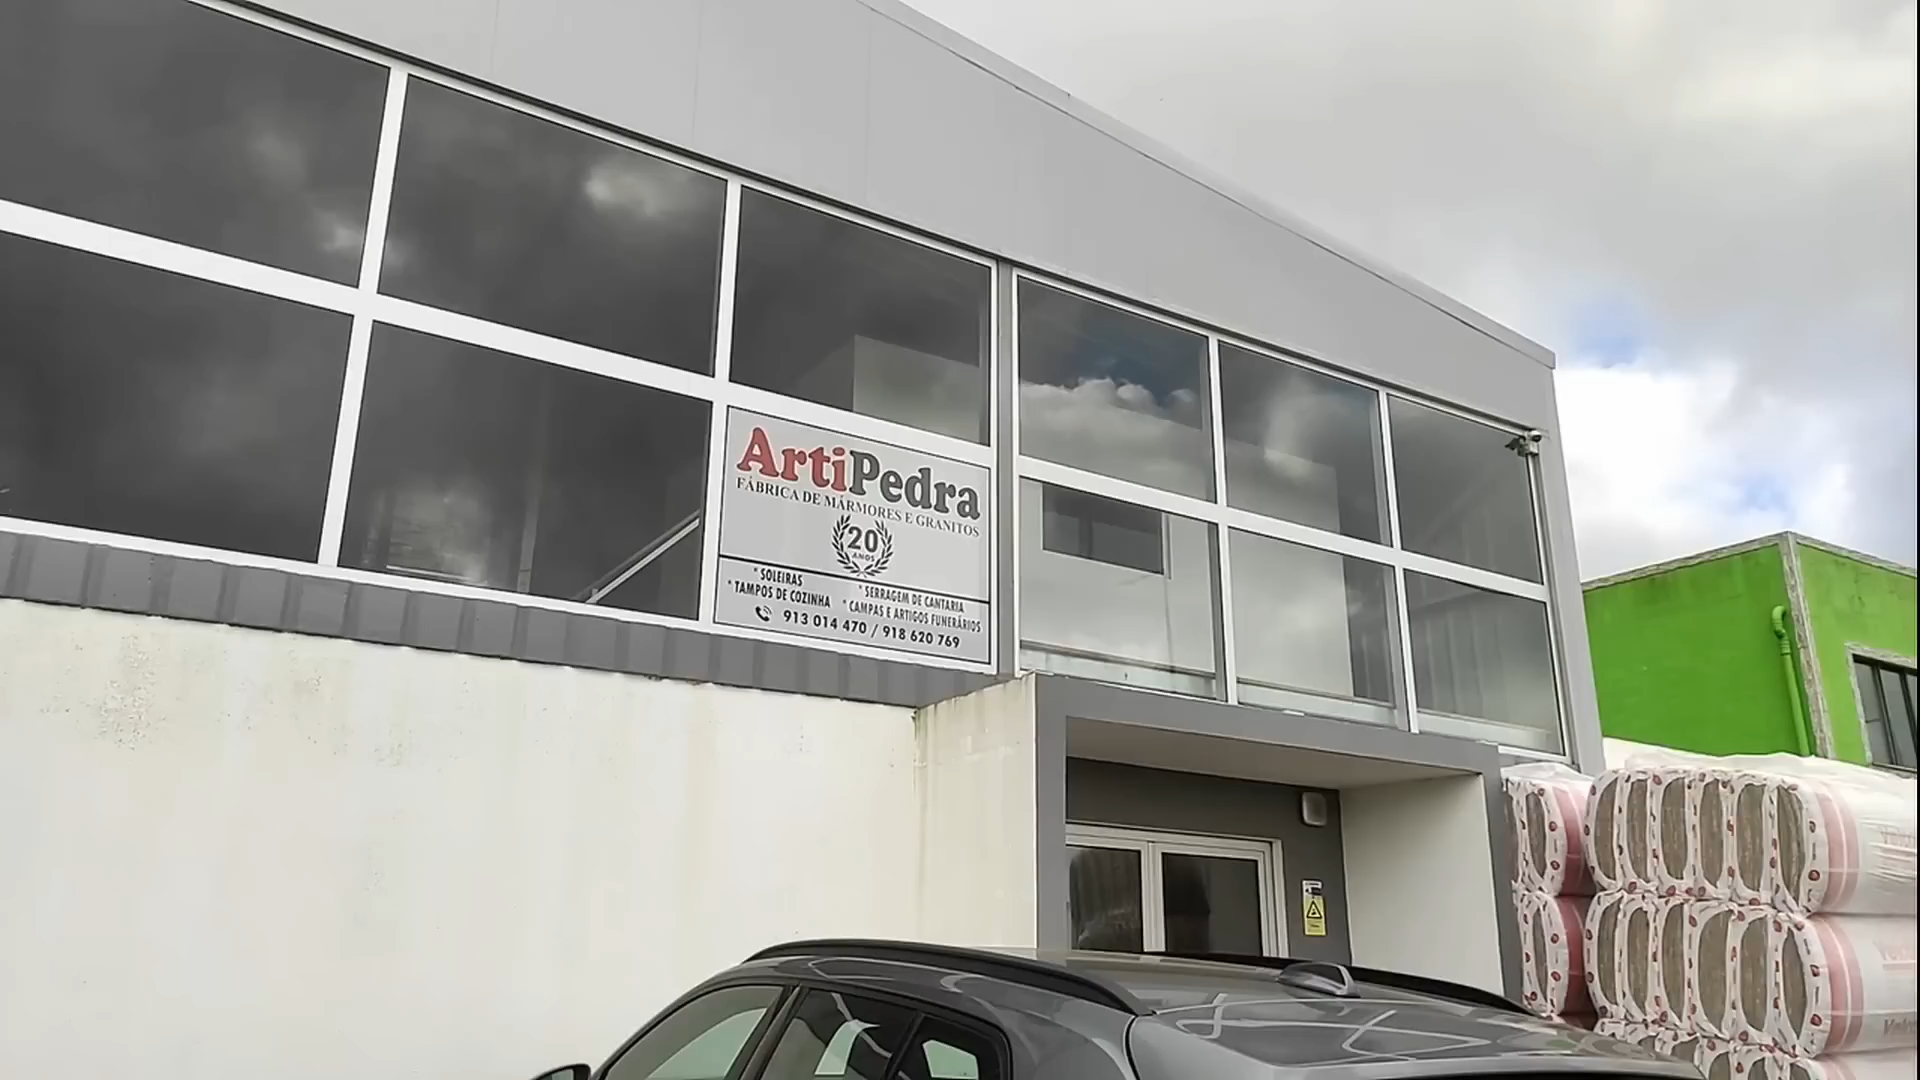 ArtiPedra
FÁBRICA DE MÁRMORES E GRANITOS
20
ANOS
* SOLEIRAS
* SERRAGEM DE CANTARIA
* TAMPOS DE COZINHA
* CAMPAS E ARTIGOS FUNERÁRIOS
913 014 470 / 918 620 769